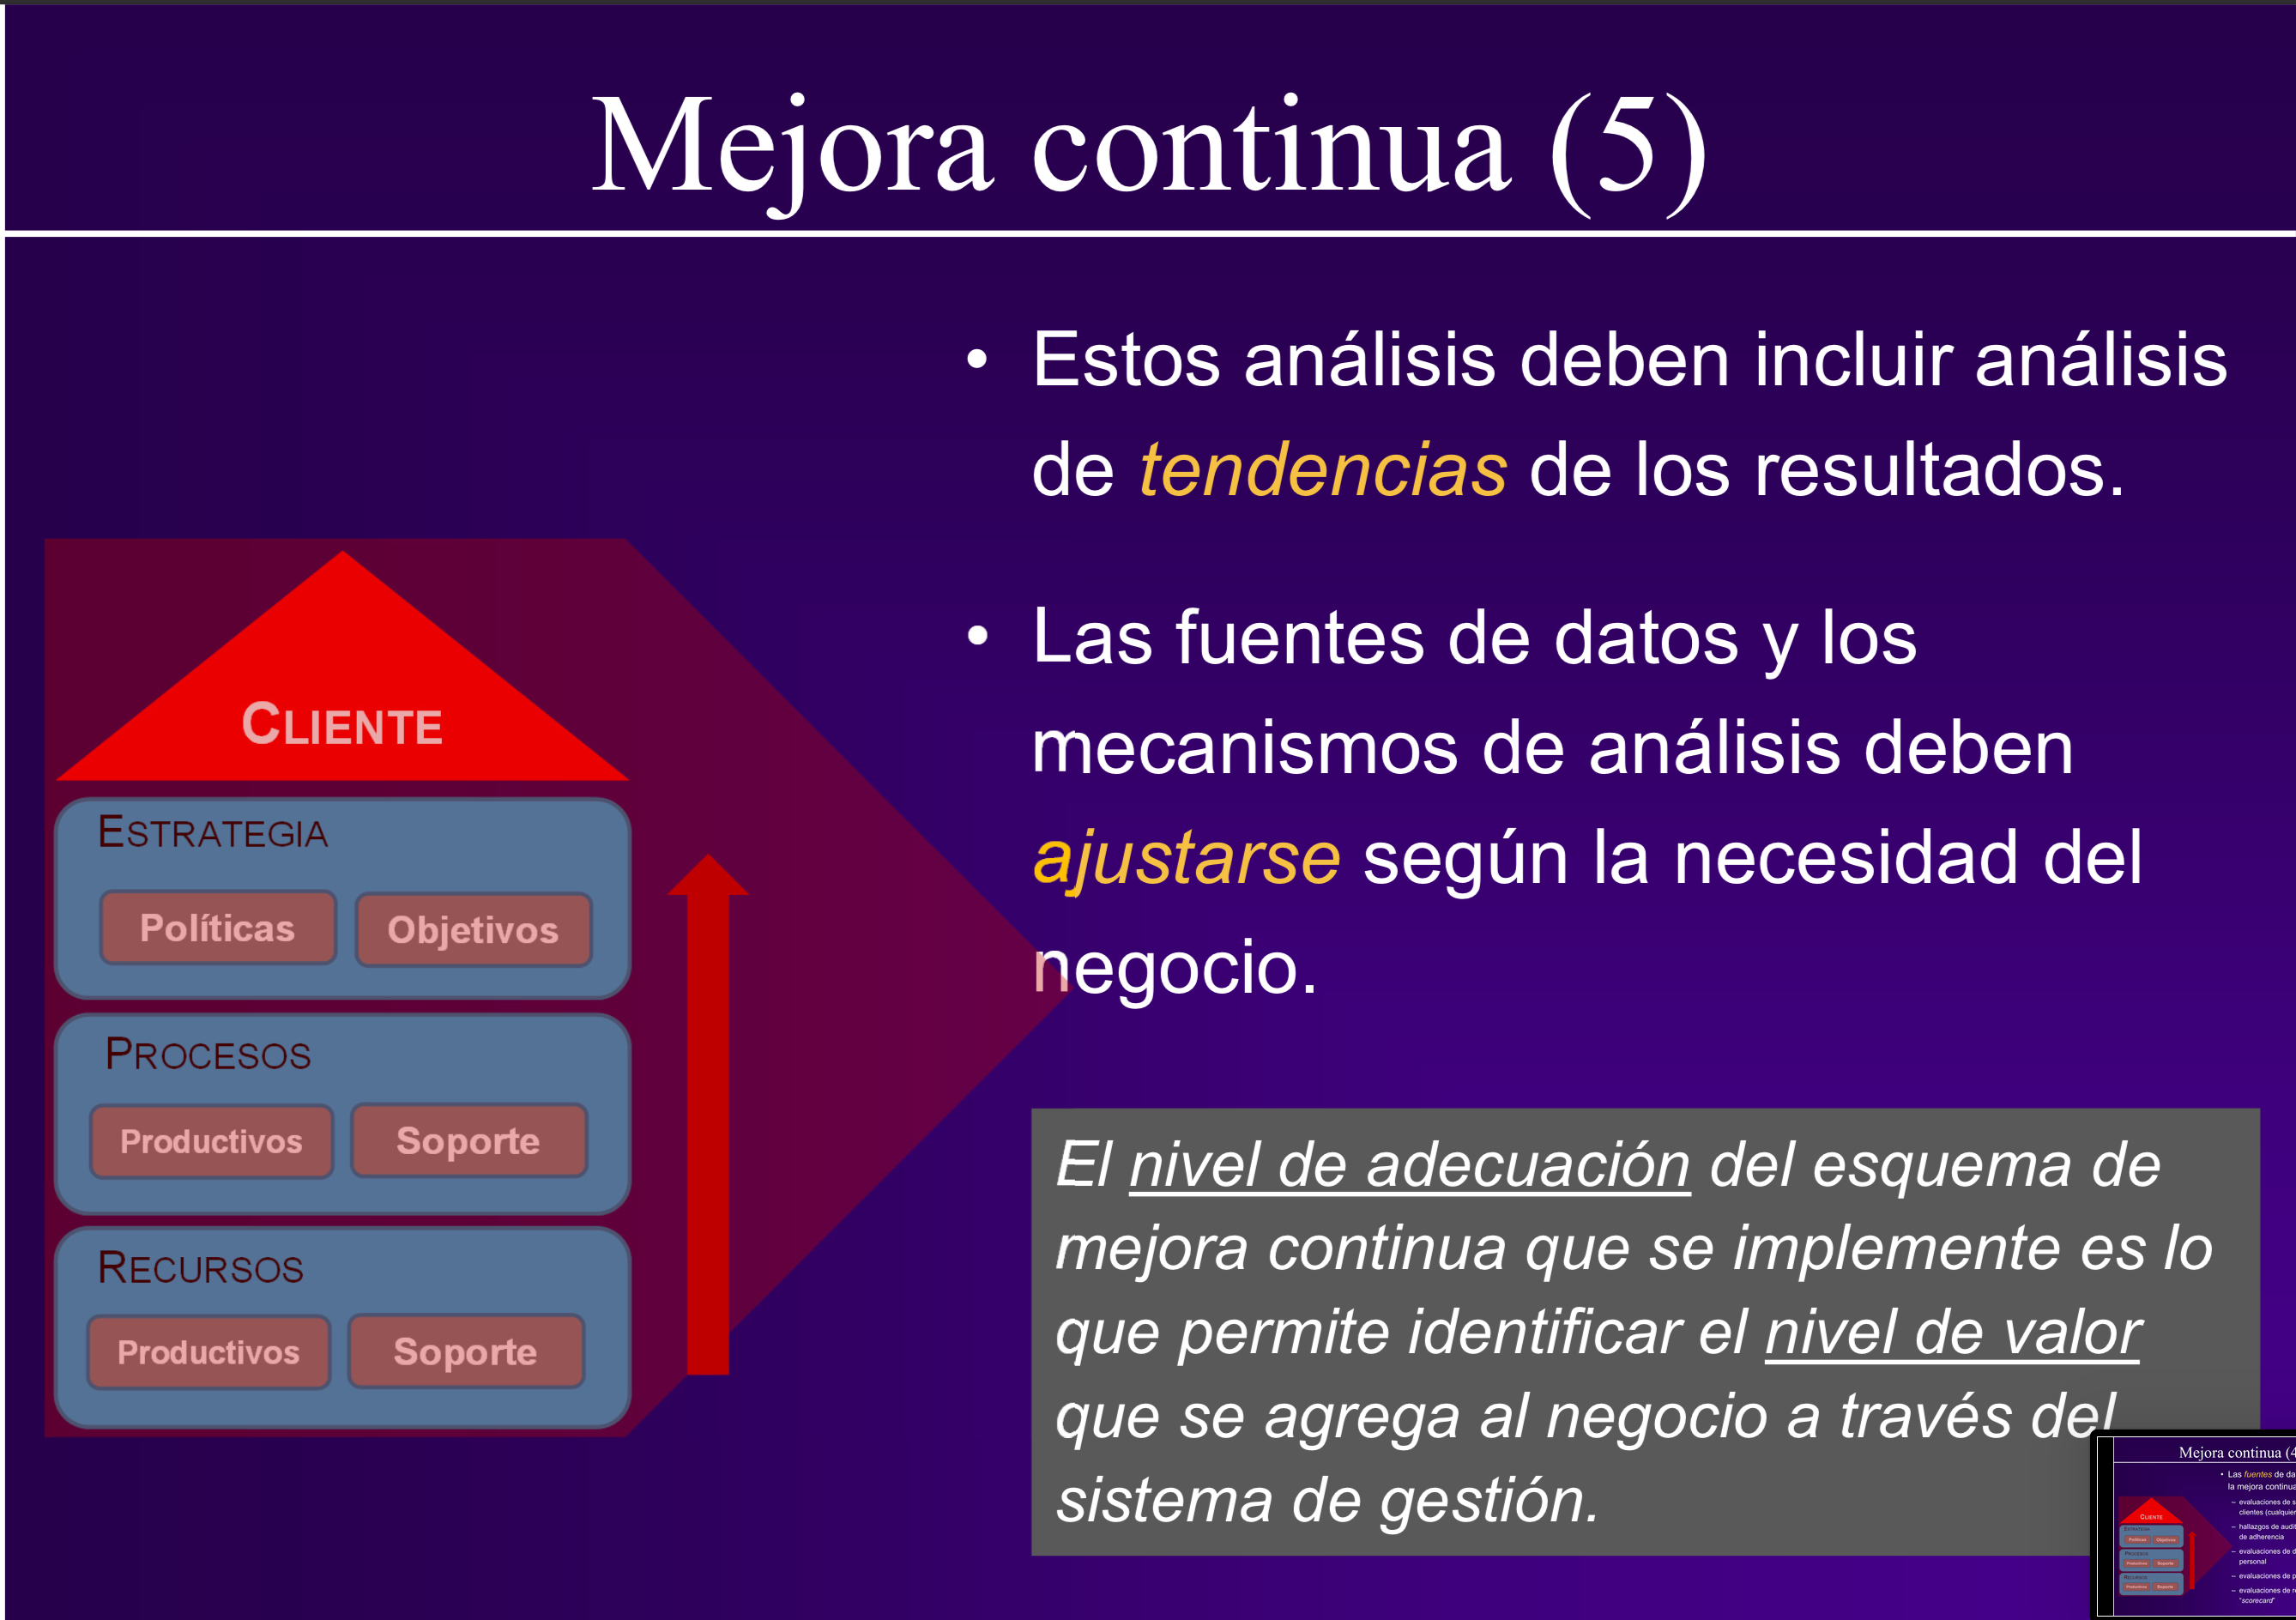 Mejora continua (5)
• Estos análisis deben incluir análisis
de tendencias de los resultados.
• Las fuentes de datos y los
mecanismos de análisis deben
ajustarse según la necesidad del
negocio.
El nivel de adecuación del esquema de
mejora continua que se implemente es lo
que permite identificar el nivel de valor
que se agrega al negocio a través del
sistema de gestión.
CLIENTE
ESTRATEGIA
Políticas Objetivos
PROCESOS
Productivos Soporte
RECURSOS
Productivos Soporte
Mejora continua (4
• Las fuentes de da
la mejora continua
– evaluaciones de s
clientes (cualquier
– hallazgos de audit
de adherencia
– evaluaciones de d
personal
– evaluaciones de p
– evaluaciones de r
"scorecard"
CLIENTE
ESTRATEGIA
Políticas Objetivos
PROCESOS
Productivos Soporte
RECURSOS
Productivos Soporte